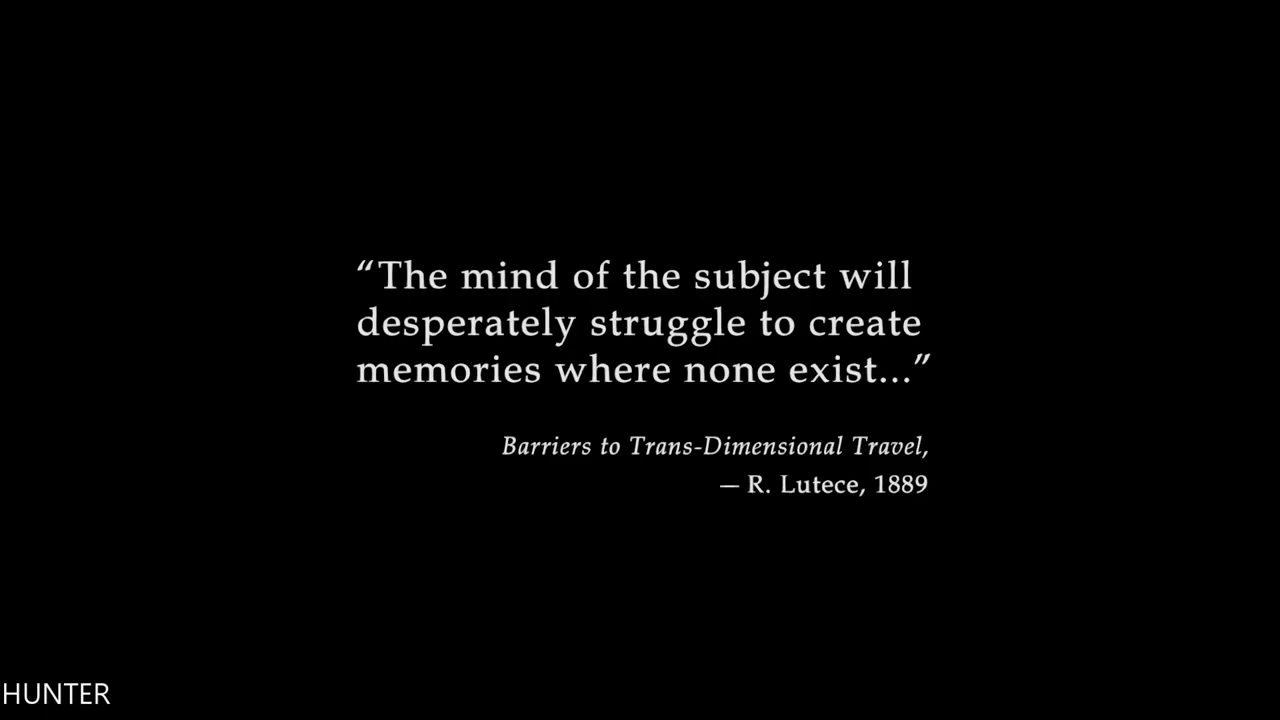 “The mind of the subject will
desperately struggle to create
memories where none exist...”
Barriers to Trans-Dimensional Travel,
— R. Lutece, 1889
HUNTER